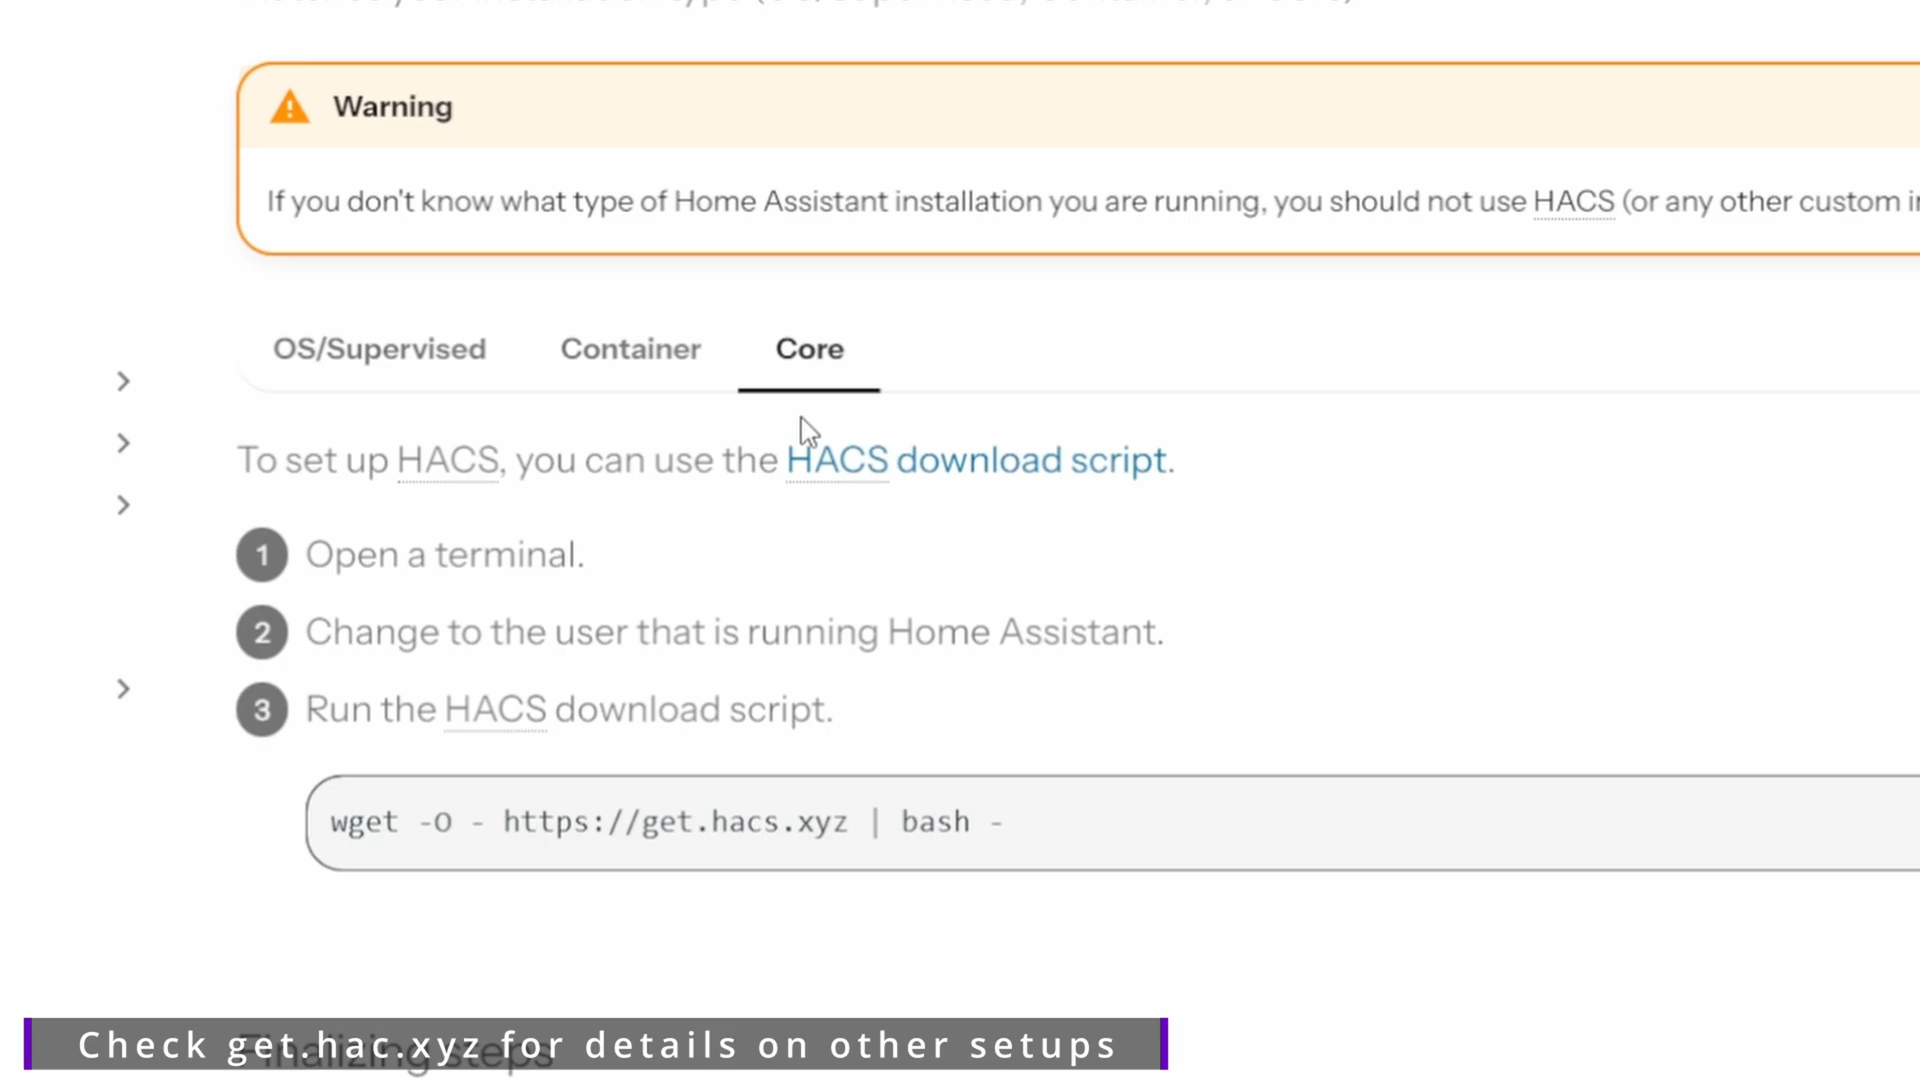 Warning
If you don't know what type of Home Assistant installation you are running, you should not use HACS (or any other custom
OS/Supervised Container Core
To set up HACS, you can use the HACS download script.
1 Open a terminal.
2 Change to the user that is running Home Assistant.
3 Run the HACS download script.
wget -O - https://get.hacs.xyz | bash -
Finalizing steps
Check get.hac.xyz for details on other setups